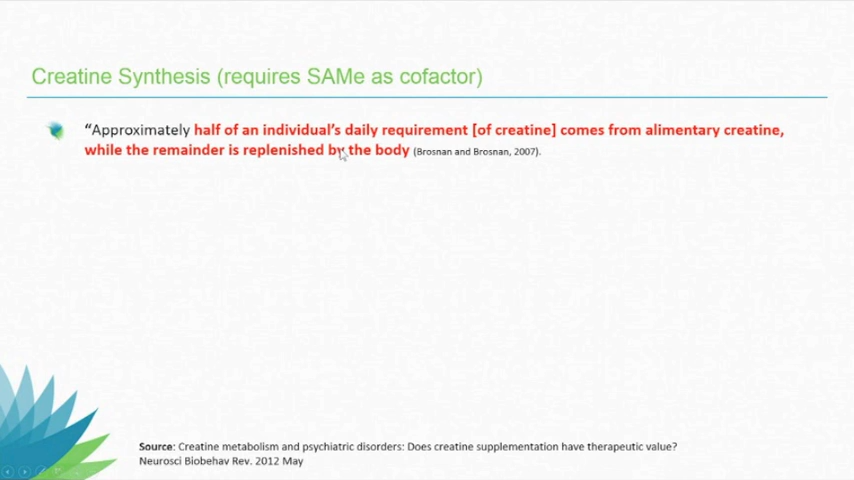 Creatine Synthesis (requires SAMe as cofactor)
“Approximately half of an individual’s daily requirement [of creatine] comes from alimentary creatine,
while the remainder is replenished by the body (Brosnan and Brosnan, 2007).
Source: Creatine metabolism and psychiatric disorders: Does creatine supplementation have therapeutic value?
Neurosci Biobehav Rev. 2012 May